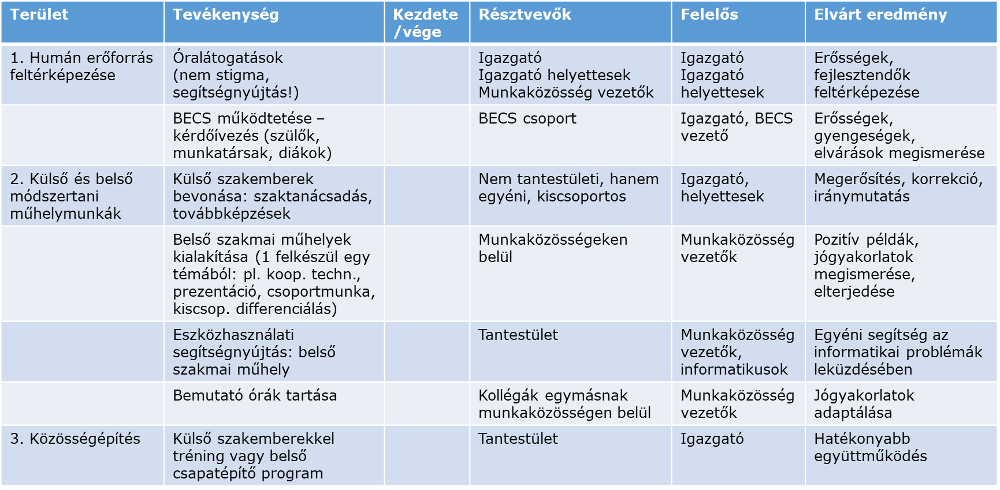 Terület
Tevékenység
Kezdete
/vége
Résztvevők
Felelős
Elvárt eredmény
1. Humán erőforrás
feltérképezése
Óralátogatások
(nem stigma,
segítségnyújtás!)
Igazgató
Igazgató helyettesek
Munkaközösség vezetők
Igazgató
Igazgató
helyettesek
Erősségek,
fejlesztendők
feltérképezése
BECS működtetése –
kérdőívezés (szülők,
munkatársak, diákok)
BECS csoport
Igazgató, BECS
vezető
Erősségek,
gyengeségek,
elvárások megismerése
2. Külső és belső
módszertani
műhelymunkák
Külső szakemberek
bevonása: szaktanácsadás,
továbbképzések
Nem tantestületi, hanem
egyéni, kiscsoportos
Igazgató,
helyettesek
Megerősítés, korrekció,
iránymutatás
Belső szakmai műhelyek
kialakítása (1 felkészül egy
témából: pl. koop. techn.,
prezentáció, csoportmunka,
kiscsop. differenciálás)
Munkaközösségeken
belül
Munkaközösség
vezetők
Pozitív példák,
jógyakorlatok
megismerése,
elterjedése
Eszközhasználati
segítségnyújtás: belső
szakmai műhely
Tantestület
Munkaközösség
vezetők,
informatikusok
Egyéni segítség az
informatikai problémák
leküzdésében
Bemutató órák tartása
Kollégák egymásnak
munkaközösségen belül
Munkaközösség
vezetők
Jógyakorlatok
adaptálása
3. Közösségépítés
Külső szakemberekkel
tréning vagy belső
csapatépítő program
Tantestület
Igazgató
Hatékonyabb
együttműködés